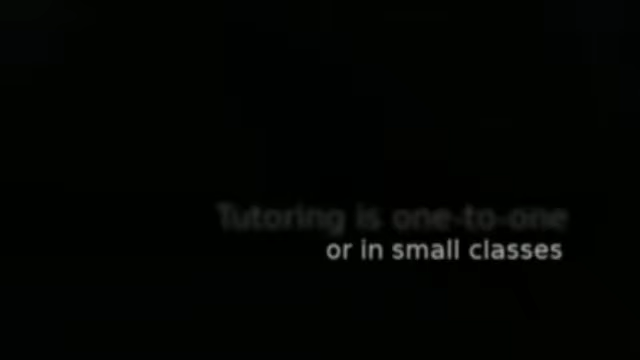 Tutoring is one-to-one
or in small classes